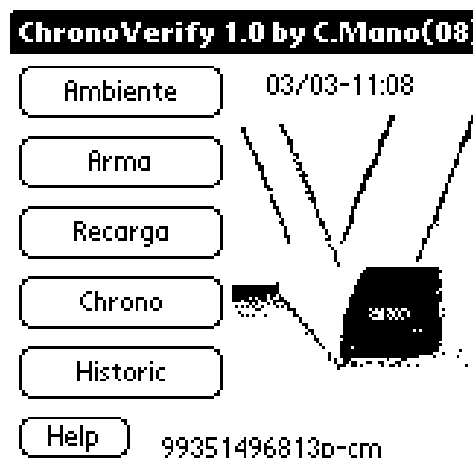 ChronoVerify 1.0 by C.Mano(08)
Ambiente
03/03-11:08
Arma
Recarga
Chrono
Historic
Help
99351496813p-cm